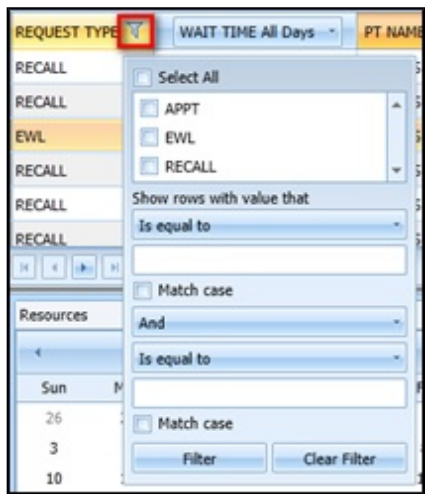 REQUEST TYPE WAIT TIME All Days PT NAME
RECALL
RECALL
EWL
RECALL
RECALL
RECALL
Select All
APPT
EWL
RECALL
Show rows with value that
Is equal to
Match case
And
Is equal to
Match case
Filter Clear Filter
Resources
Sun M
26
3
10